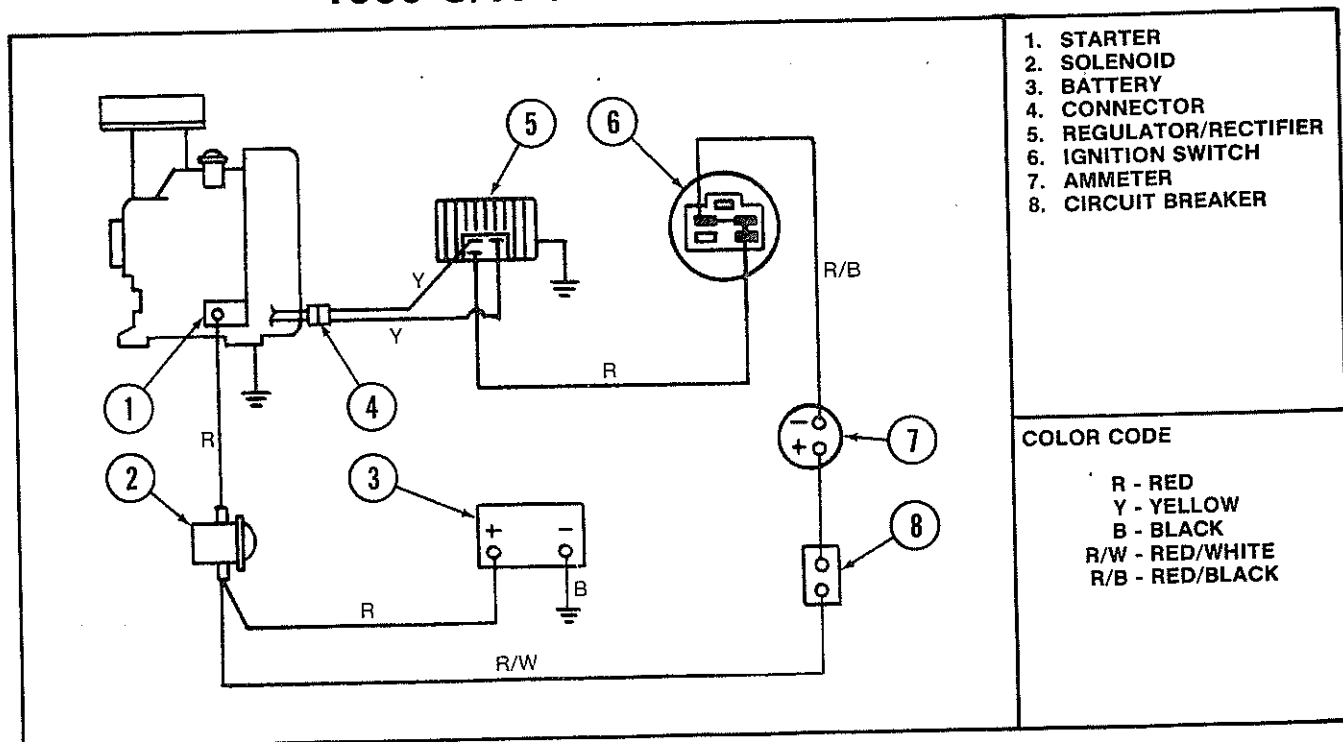 1. STARTER
2. SOLENOID
3. BATTERY
4. CONNECTOR
5. REGULATOR/RECTIFIER
6. IGNITION SWITCH
7. AMMETER
8. CIRCUIT BREAKER
5
6
Y
R/B
Y
R
1
4
R
- 
+
7
2
3
8
+ -
B
R
R/W
COLOR CODE
R - RED
Y - YELLOW
B - BLACK
R/W - RED/WHITE
R/B - RED/BLACK